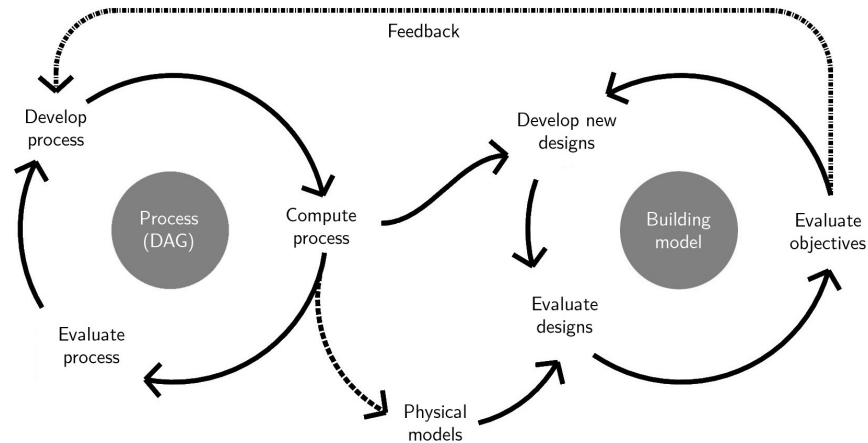 Feedback
Develop
process
Process
(DAG)
Compute
process
Evaluate
process
Physical
models
Develop new
designs
Evaluate
designs
Building
model
Evaluate
objectives